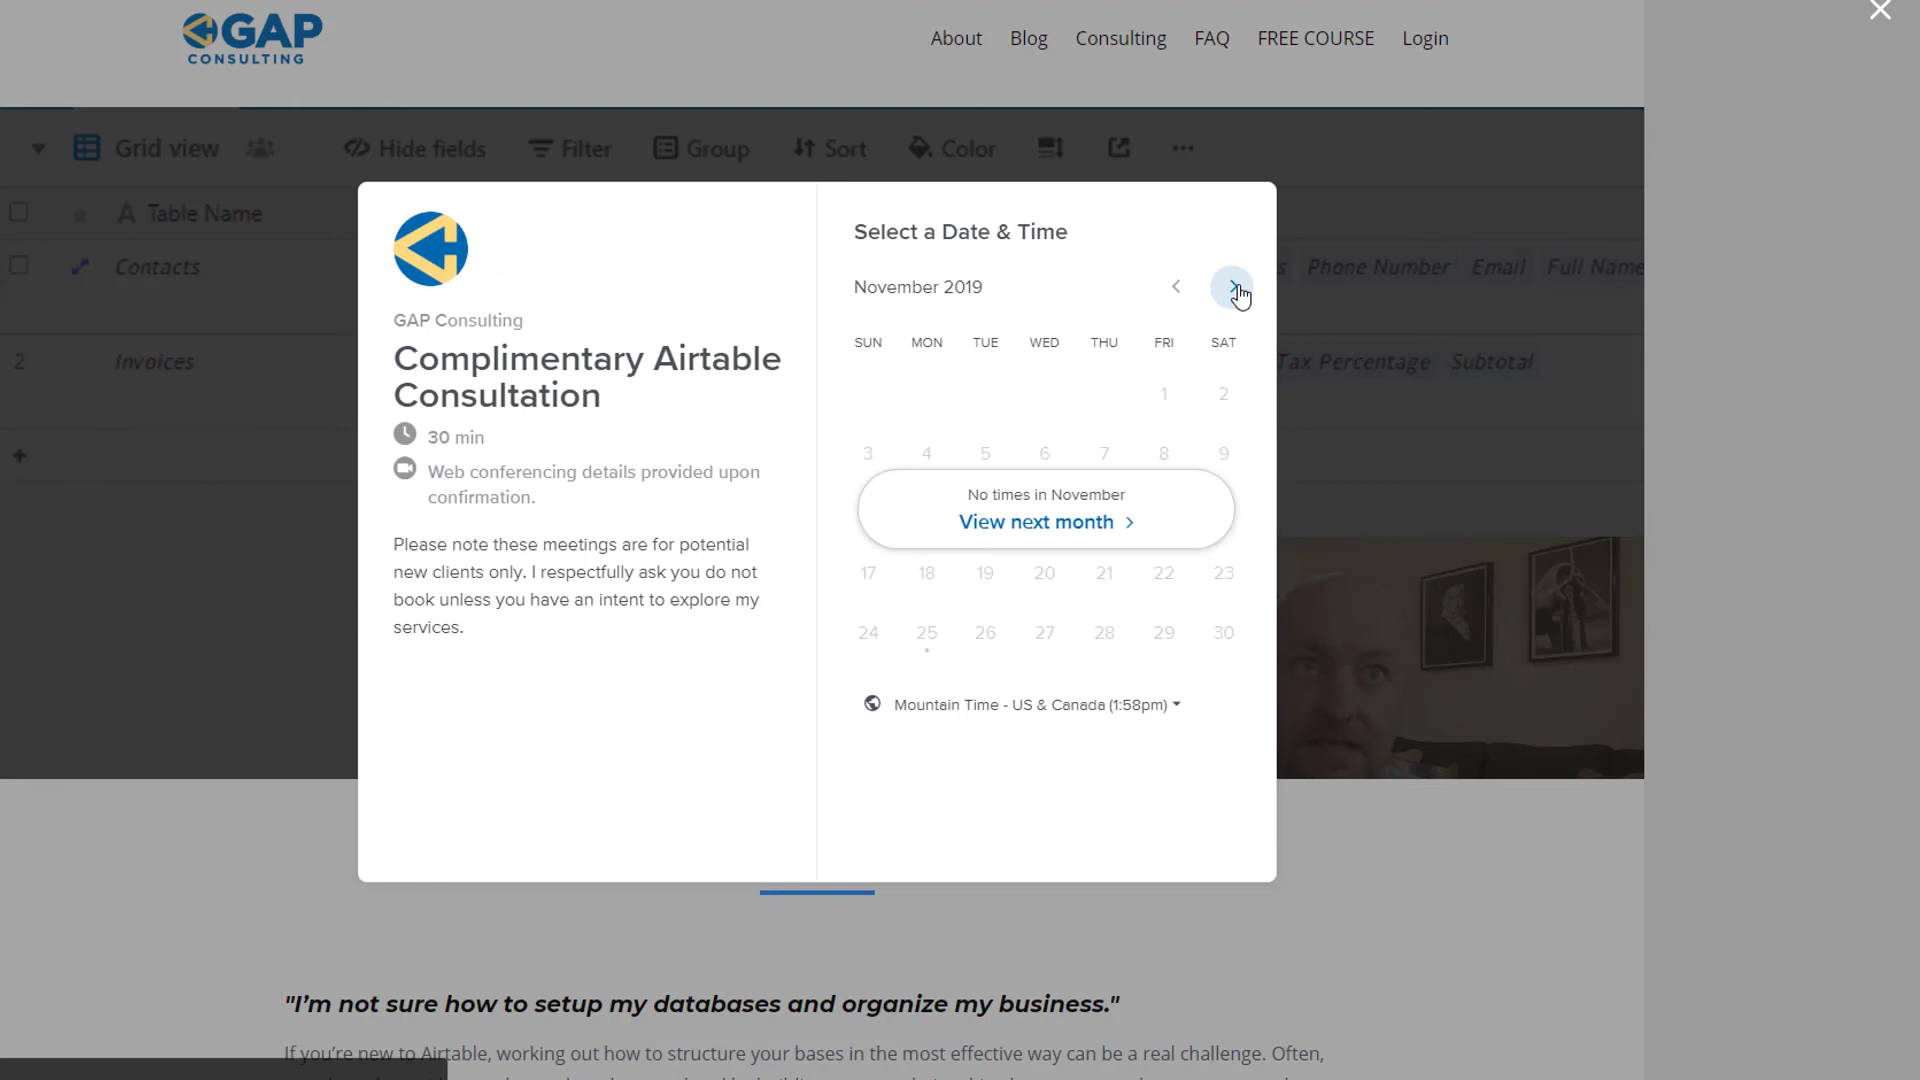 GAP
CONSULTING
About Blog Consulting FAQ FREE COURSE Login
Grid view Hide fields Filter Group Sort Color
Table Name
Contacts
Phone Number Email Full Name
2 Invoices
Tax Percentage Subtotal
GAP Consulting
Complimentary Airtable
Consultation
30 min
Web conferencing details provided upon
confirmation.
Please note these meetings are for potential
new clients only. I respectfully ask you do not
book unless you have an intent to explore my
services.
Select a Date & Time
November 2019
SUN MON TUE WED THU FRI SAT
1 2
3 4 5 6 7 8 9
No times in November
View next month
17 18 19 20 21 22 23
24 25 26 27 28 29 30
Mountain Time - US & Canada (1:58pm)
"I'm not sure how to setup my databases and organize my business."
If you're new to Airtable, working out how to structure your bases in the most effective way can be a real challenge. Often,